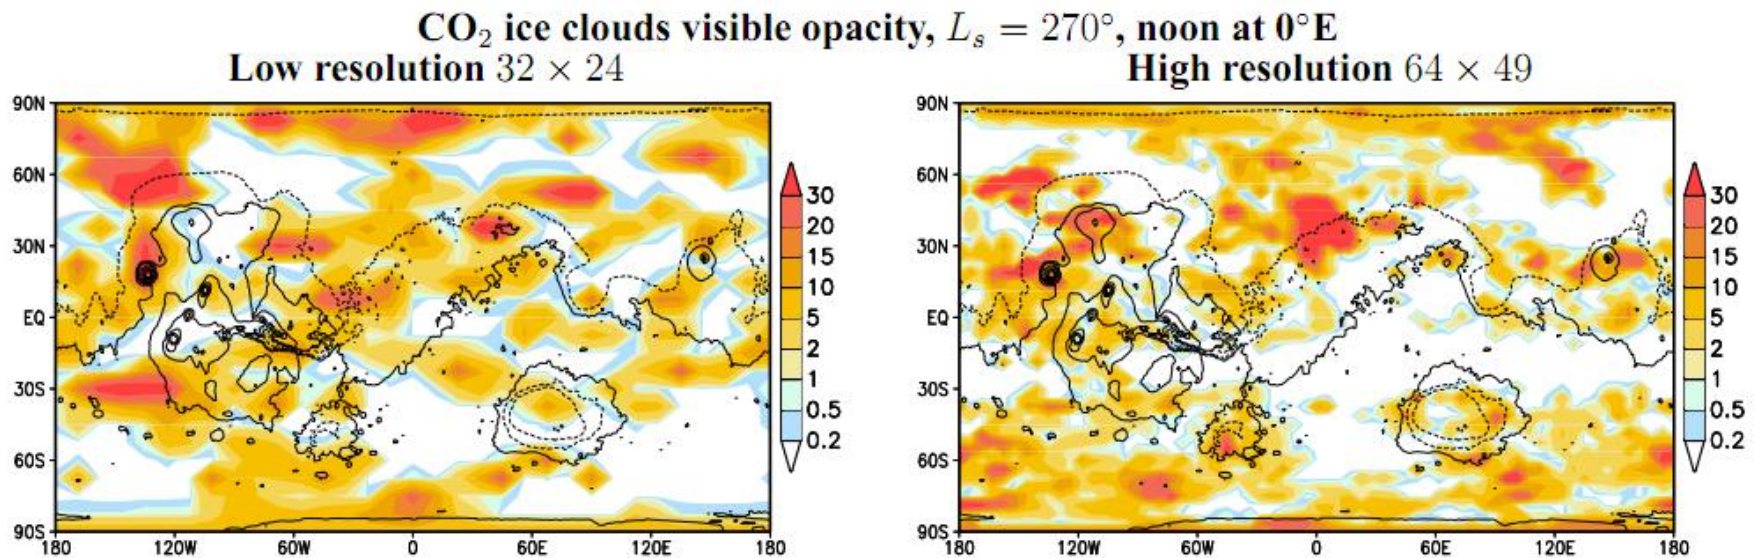 CO₂ ice clouds visible opacity, Lₛ = 270°, noon at 0°E
Low resolution 32 × 24
High resolution 64 × 49
90N
60N
30N
EQ
30S
60S
90S
180 120W 60W 0 60E 120E 180
30
20
15
10
5
2
1
0.5
0.2
90N
60N
30N
EQ
30S
60S
90S
180 120W 60W 0 60E 120E 180
30
20
15
10
5
2
1
0.5
0.2